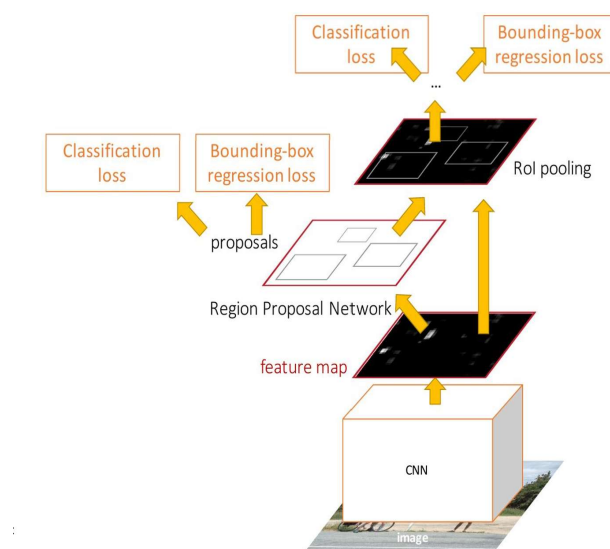 Classification
loss
Bounding-box
regression loss
...
Classification
loss
Bounding-box
regression loss
RoI pooling
proposals
Region Proposal Network
feature map
CNN
image
: